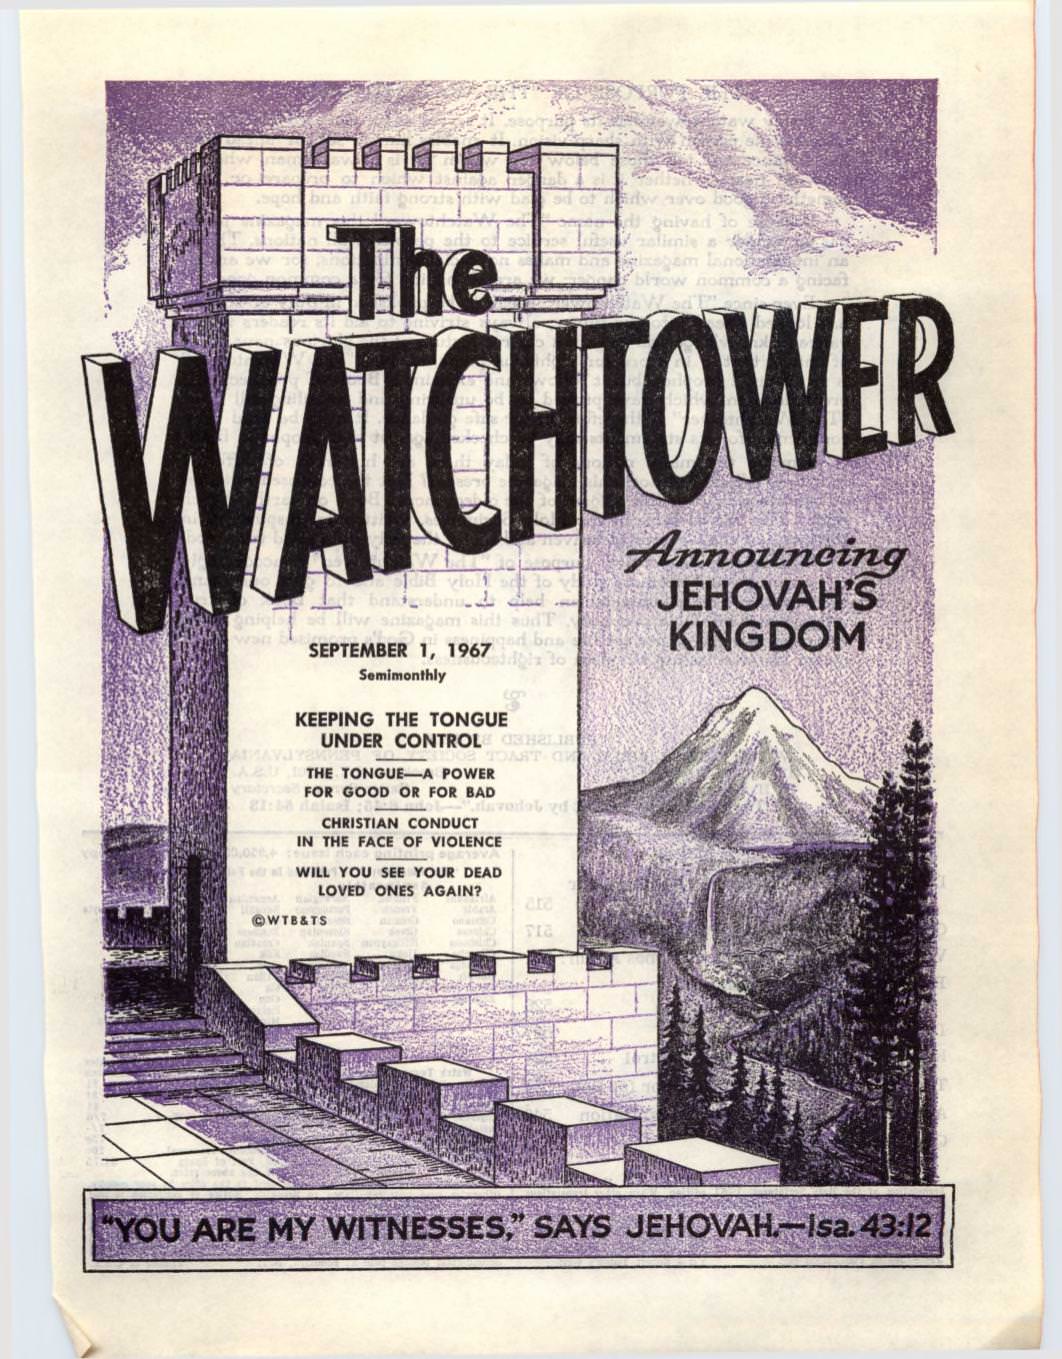 The
WATCHTOWER
Announcing
JEHOVAH'S
KINGDOM
SEPTEMBER 1, 1967
Semimonthly
KEEPING THE TONGUE
UNDER CONTROL
THE TONGUE—A POWER
FOR GOOD OR FOR BAD
CHRISTIAN CONDUCT
IN THE FACE OF VIOLENCE
WILL YOU SEE YOUR DEAD
LOVED ONES AGAIN?
©WTB&TS
"YOU ARE MY WITNESSES," SAYS JEHOVAH.—Isa. 43:12